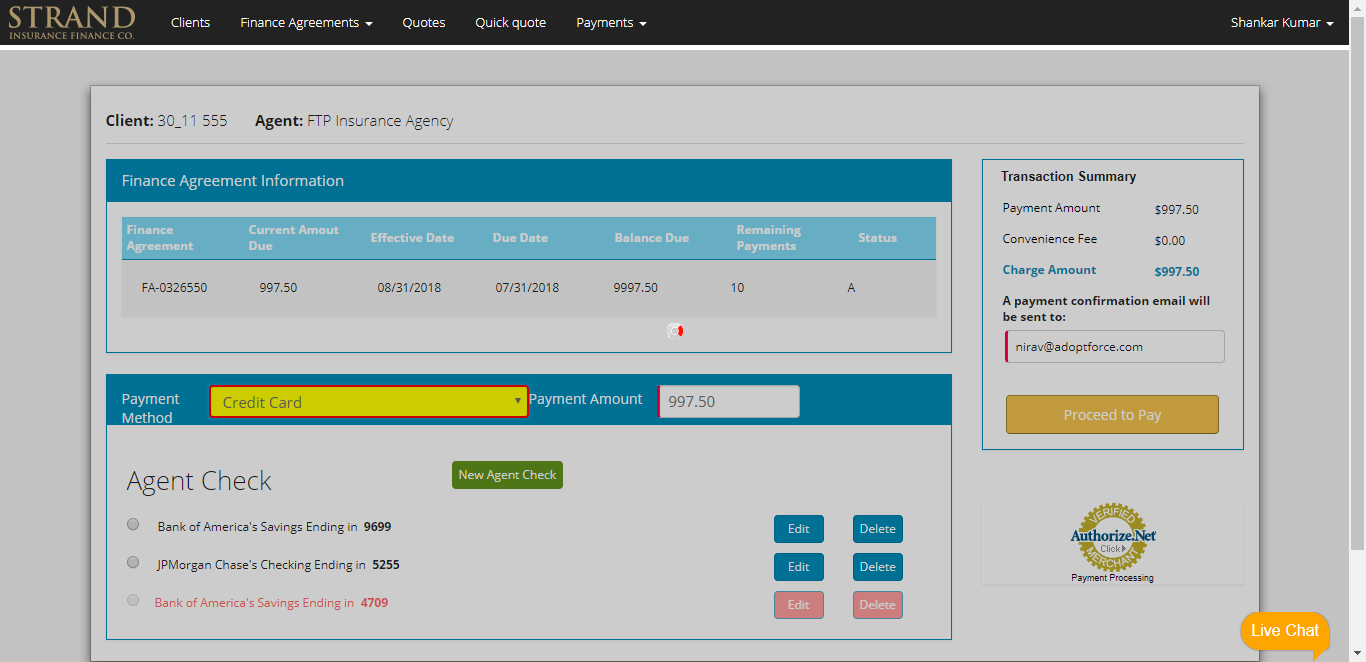 STRAND
INSURANCE FINANCE CO.
Clients
Finance Agreements
Quotes
Quick quote
Payments
Shankar Kumar
Client: 30_11 555
Agent: FTP Insurance Agency
Finance Agreement Information
Finance
Agreement
Current Amout
Due
Effective Date
Due Date
Balance Due
Remaining
Payments
Status
FA-0326550
997.50
08/31/2018
07/31/2018
9997.50
10
A
Payment
Method
Credit Card
Payment Amount
997.50
Agent Check
New Agent Check
Bank of America's Savings Ending in 9699
Edit
Delete
JPMorgan Chase's Checking Ending in 5255
Edit
Delete
Bank of America's Savings Ending in 4709
Edit
Delete
Transaction Summary
Payment Amount
$997.50
Convenience Fee
$0.00
Charge Amount
$997.50
A payment confirmation email will
be sent to:
nirav@adoptforce.com
Proceed to Pay
VERIFIED
Authorize.Net
Click
MERCHANT
Payment Processing
Live Chat